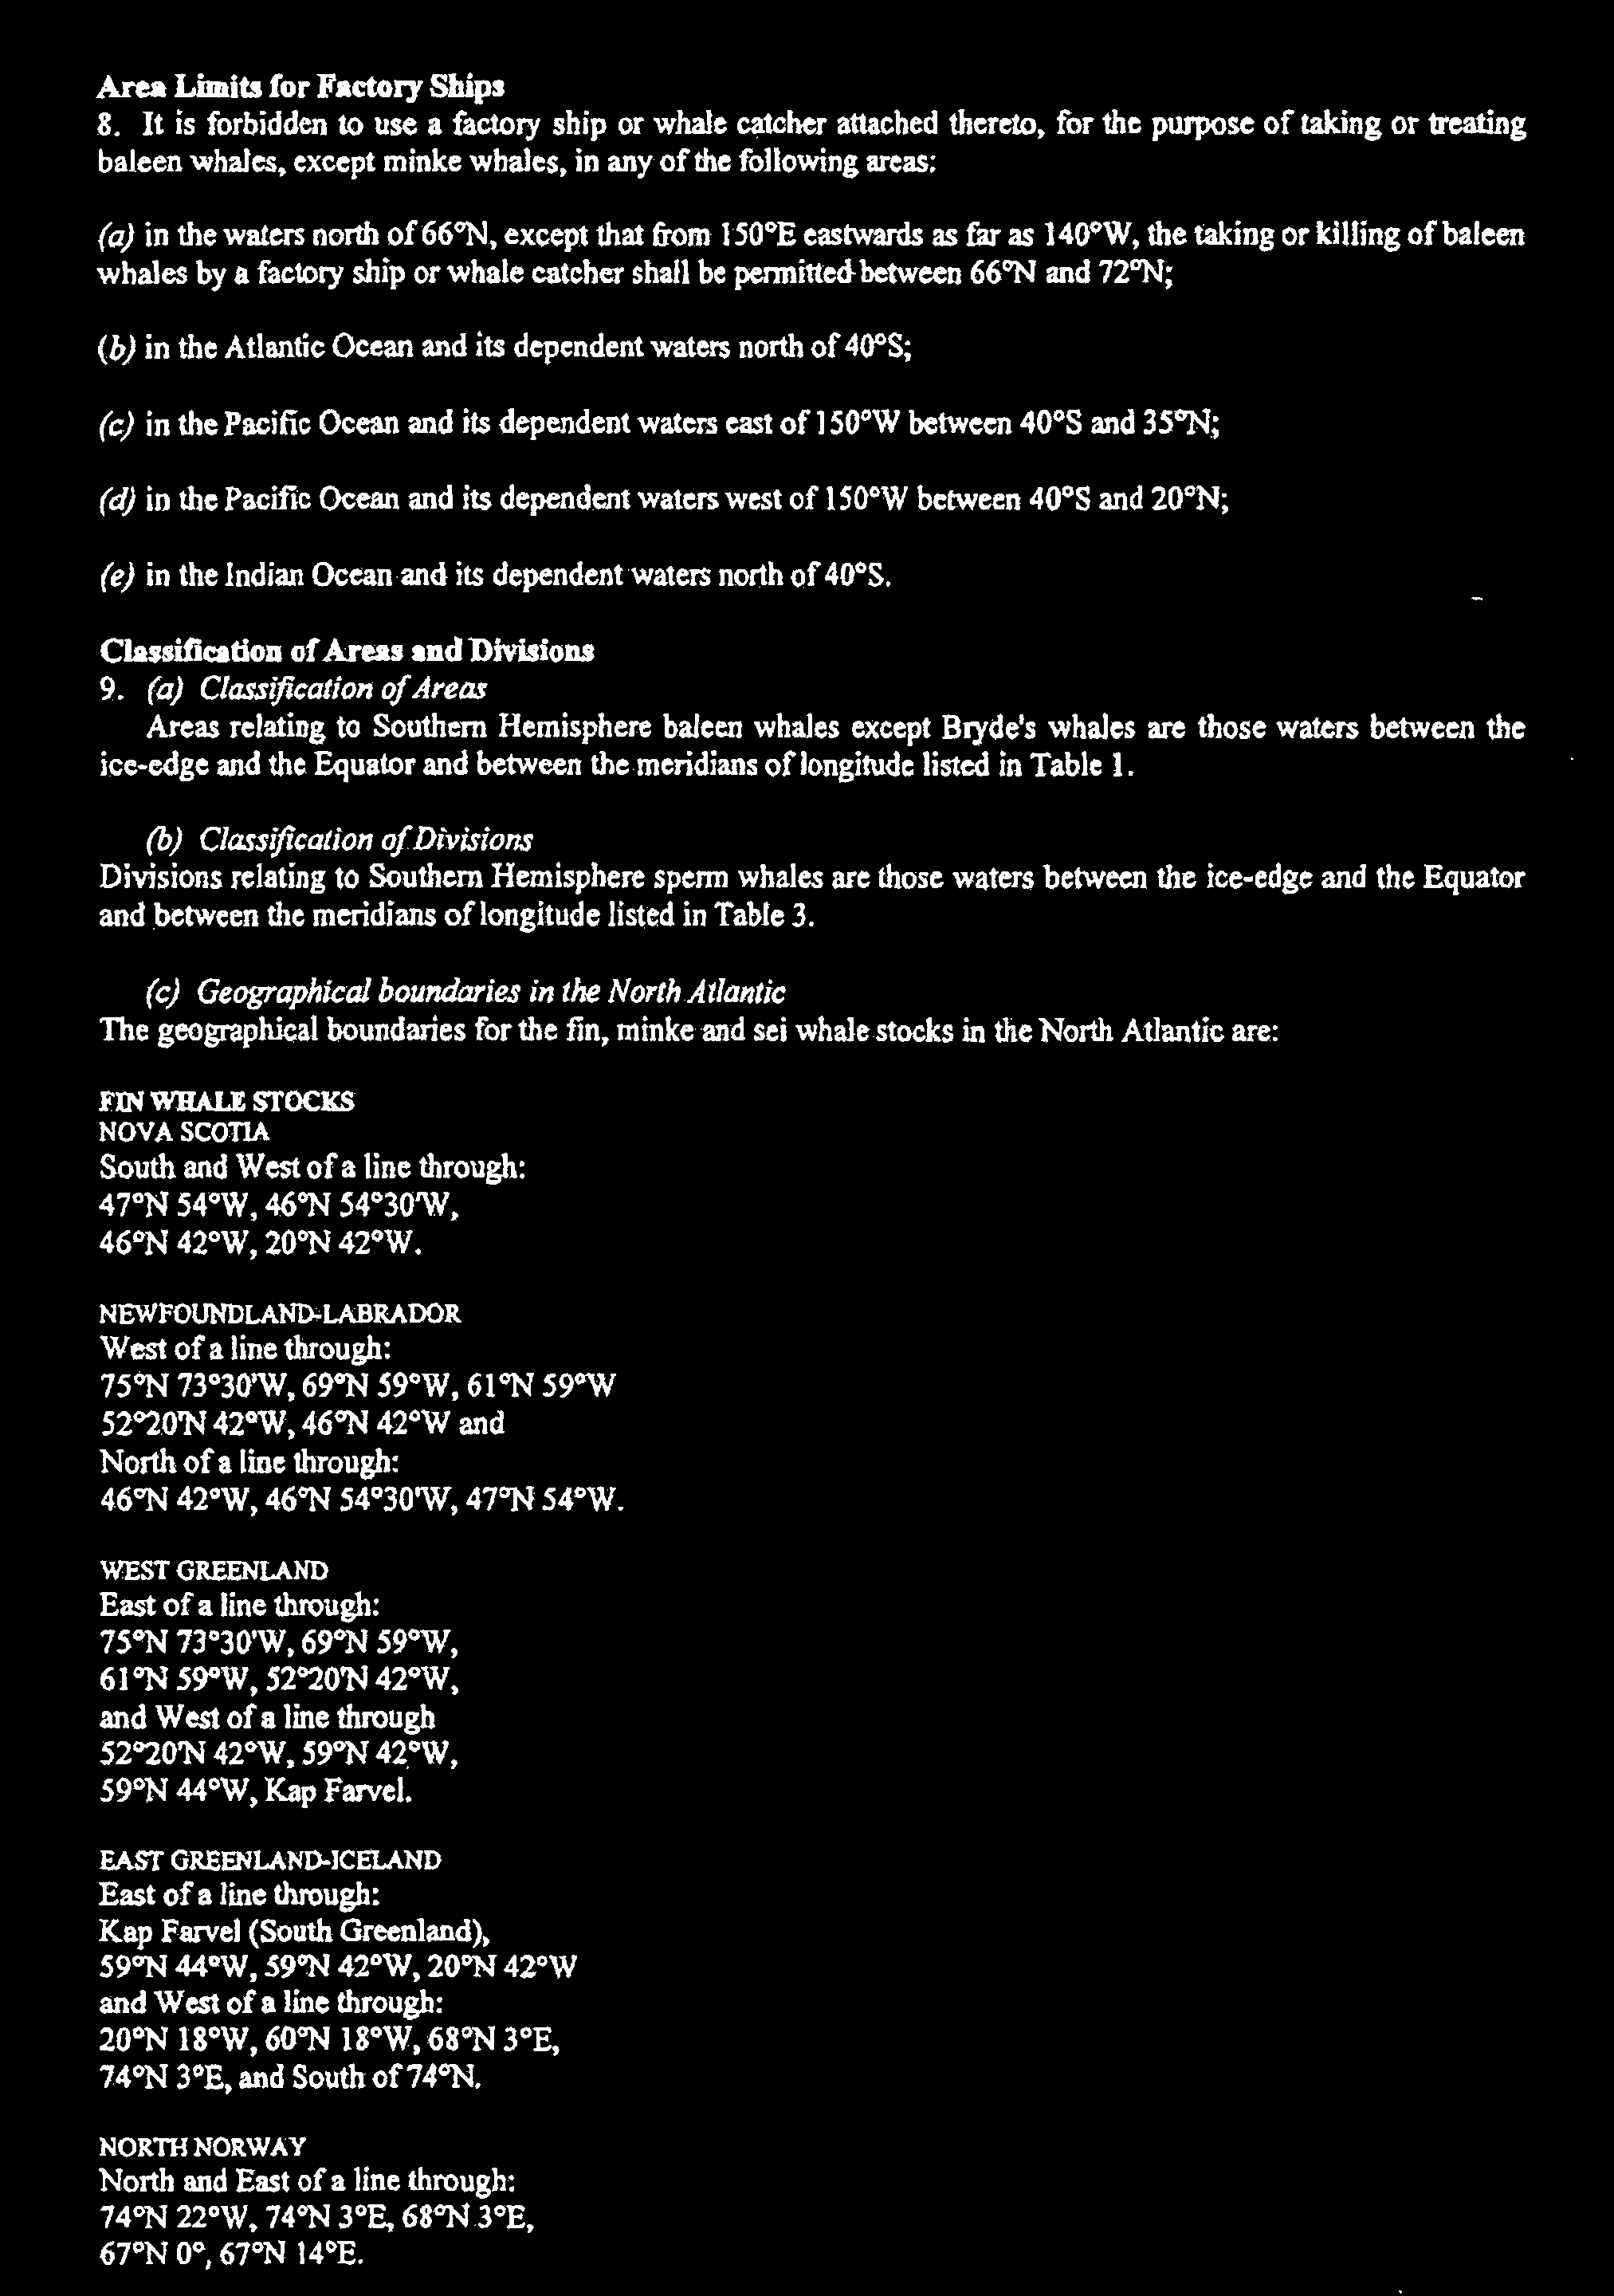 Area Limits for Factory Ships
8. It is forbidden to use a factory ship or whale catcher attached thereto, for the purpose of taking or treating
baleen whales, except minke whales, in any of the following areas:
(a) in the waters north of 66°N, except that from 150°E eastwards as far as 140°W, the taking or killing of baleen
whales by a factory ship or whale catcher shall be permitted between 66°N and 72°N;
(b) in the Atlantic Ocean and its dependent waters north of 40°S;
(c) in the Pacific Ocean and its dependent waters east of 150°W between 40°S and 35°N;
(d) in the Pacific Ocean and its dependent waters west of 150°W between 40°S and 20°N;
(e) in the Indian Ocean and its dependent waters north of 40°S.
Classification of Areas and Divisions
9. (a) Classification of Areas
Areas relating to Southern Hemisphere baleen whales except Bryde's whales are those waters between the
ice-edge and the Equator and between the meridians of longitude listed in Table 1.
(b) Classification of Divisions
Divisions relating to Southern Hemisphere sperm whales are those waters between the ice-edge and the Equator
and between the meridians of longitude listed in Table 3.
(c) Geographical boundaries in the North Atlantic
The geographical boundaries for the fin, minke and sei whale stocks in the North Atlantic are:
FIN WHALE STOCKS
NOVA SCOTIA
South and West of a line through:
47°N 54°W, 46°N 54°30'W,
46°N 42°W, 20°N 42°W.
NEWFOUNDLAND-LABRADOR
West of a line through:
75°N 73°30'W, 69°N 59°W, 61°N 59°W
52°20'N 42°W, 46°N 42°W and
North of a line through:
46°N 42°W, 46°N 54°30'W, 47°N 54°W.
WEST GREENLAND
East of a line through:
75°N 73°30'W, 69°N 59°W,
61°N 59°W, 52°20'N 42°W,
and West of a line through
52°20'N 42°W, 59°N 42°W,
59°N 44°W, Kap Farvel.
EAST GREENLAND-ICELAND
East of a line through:
Kap Farvel (South Greenland),
59°N 44°W, 59°N 42°W, 20°N 42°W
and West of a line through:
20°N 18°W, 60°N 18°W, 68°N 3°E,
74°N 3°E, and South of 74°N.
NORTH NORWAY
North and East of a line through:
74°N 22°W, 74°N 3°E, 68°N 3°E,
67°N 0°, 67°N 14°E.